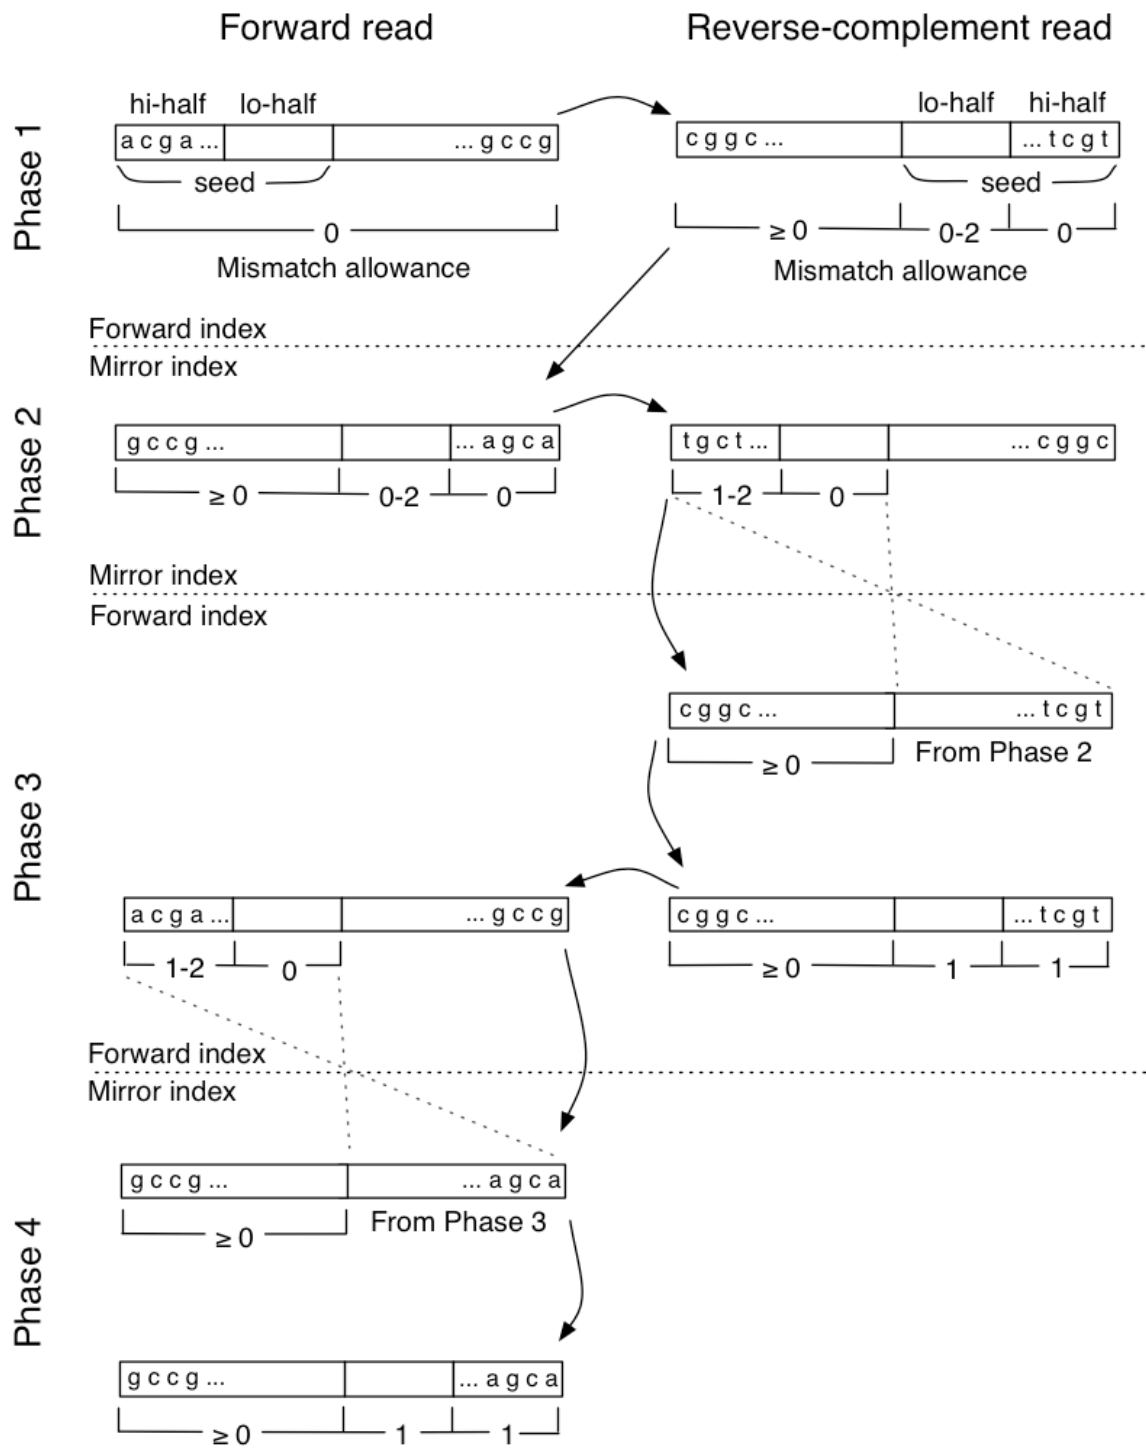 Forward read
Reverse-complement read
Phase 1
hi-half
lo-half
a c g a ...
... g c c g
seed
0
Mismatch allowance
lo-half
hi-half
c g g c ...
... t c g t
seed
≥ 0
0-2
0
Mismatch allowance
Forward index
Mirror index
Phase 2
g c c g ...
... a g c a
≥ 0
0-2
0
t g c t ...
... c g g c
1-2
0
Mirror index
Forward index
Phase 3
c g g c ...
... t c g t
≥ 0
From Phase 2
a c g a ...
... g c c g
1-2
0
c g g c ...
... t c g t
≥ 0
1
1
Forward index
Mirror index
Phase 4
g c c g ...
... a g c a
≥ 0
From Phase 3
g c c g ...
... a g c a
≥ 0
1
1